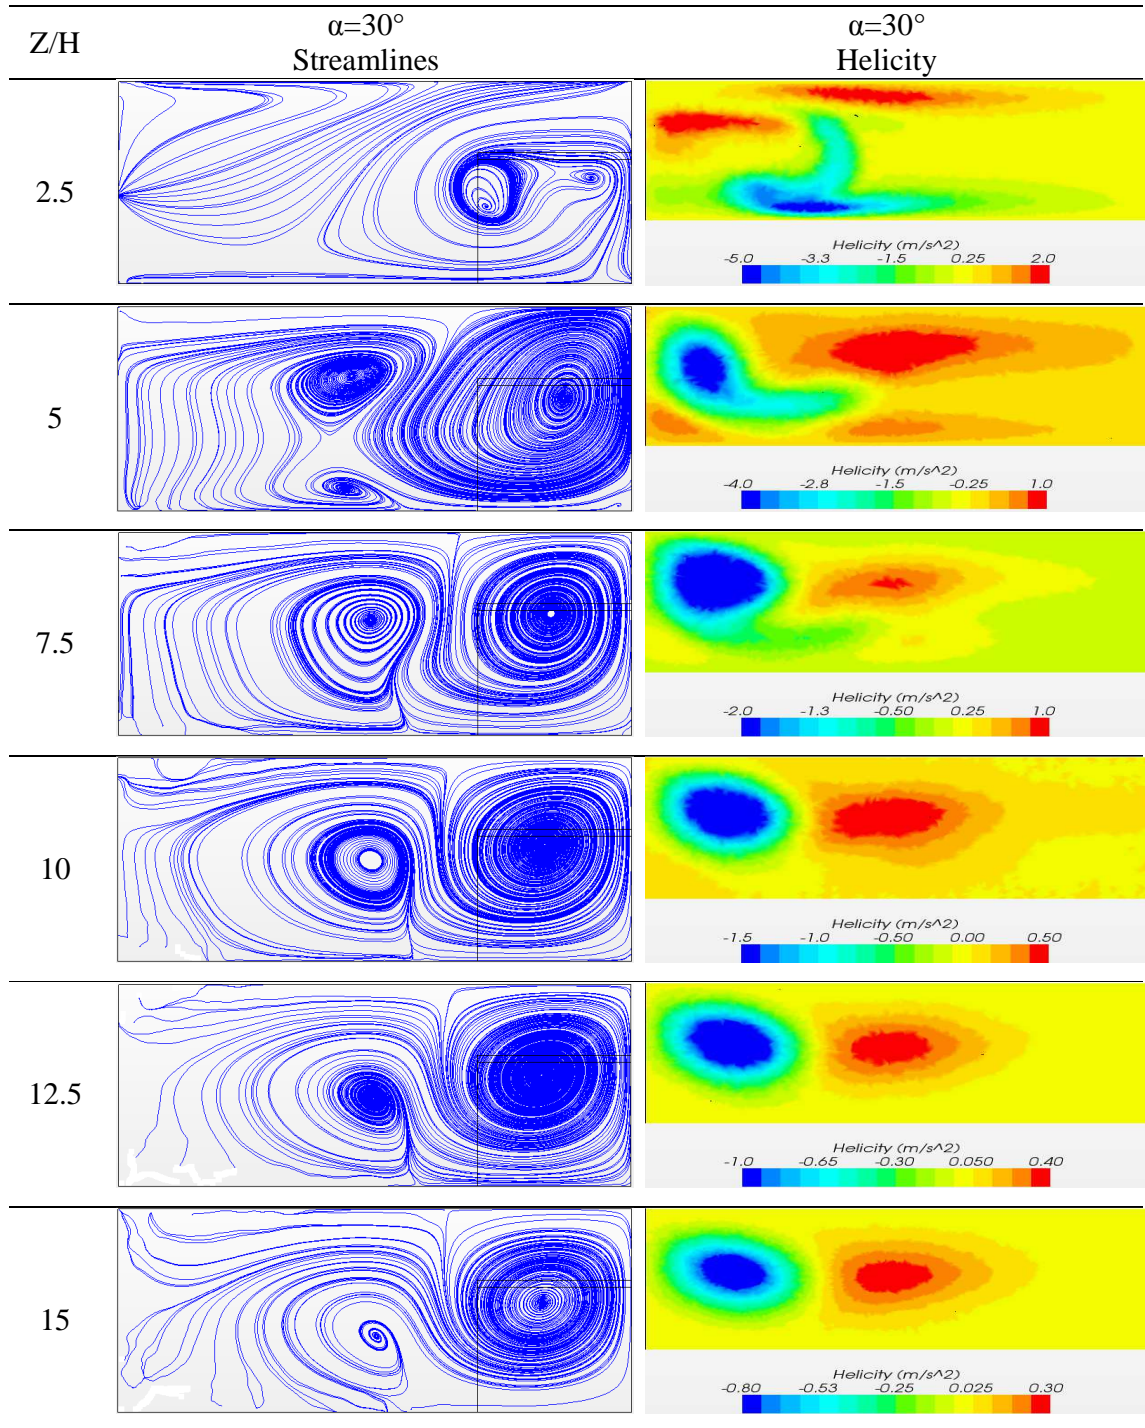 Z/H
α=30°
Streamlines
α=30°
Helicity
2.5
Helicity (m/s^2)
-5.0 -3.3 -1.5 0.25 2.0
5
Helicity (m/s^2)
-4.0 -2.8 -1.5 -0.25 1.0
7.5
Helicity (m/s^2)
-2.0 -1.3 -0.50 0.25 1.0
10
Helicity (m/s^2)
-1.5 -1.0 -0.50 0.00 0.50
12.5
Helicity (m/s^2)
-1.0 -0.65 -0.30 0.050 0.40
15
Helicity (m/s^2)
-0.80 -0.53 -0.25 0.025 0.30